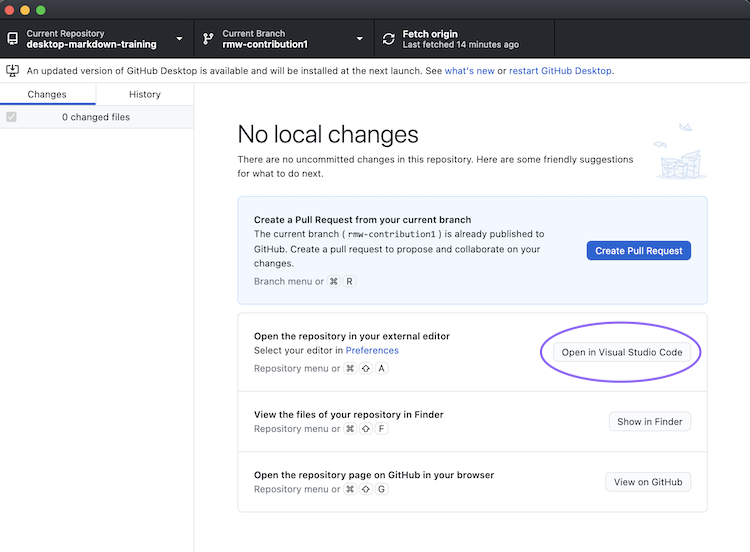 Current Repository
desktop-markdown-training
Current Branch
rmw-contribution1
Fetch origin
Last fetched 14 minutes ago
An updated version of GitHub Desktop is available and will be installed at the next launch. See what's new or restart GitHub Desktop.
Changes
History
0 changed files
No local changes
There are no uncommitted changes in this repository. Here are some friendly suggestions
for what to do next.
Create a Pull Request from your current branch
The current branch ( rmw-contribution1 ) is already published to
GitHub. Create a pull request to propose and collaborate on your
changes.
Branch menu or ⌘ R
Create Pull Request
Open the repository in your external editor
Select your editor in Preferences
Repository menu or ⌘ ⇧ A
Open in Visual Studio Code
View the files of your repository in Finder
Repository menu or ⌘ ⇧ F
Show in Finder
Open the repository page on GitHub in your browser
Repository menu or ⌘ ⇧ G
View on GitHub